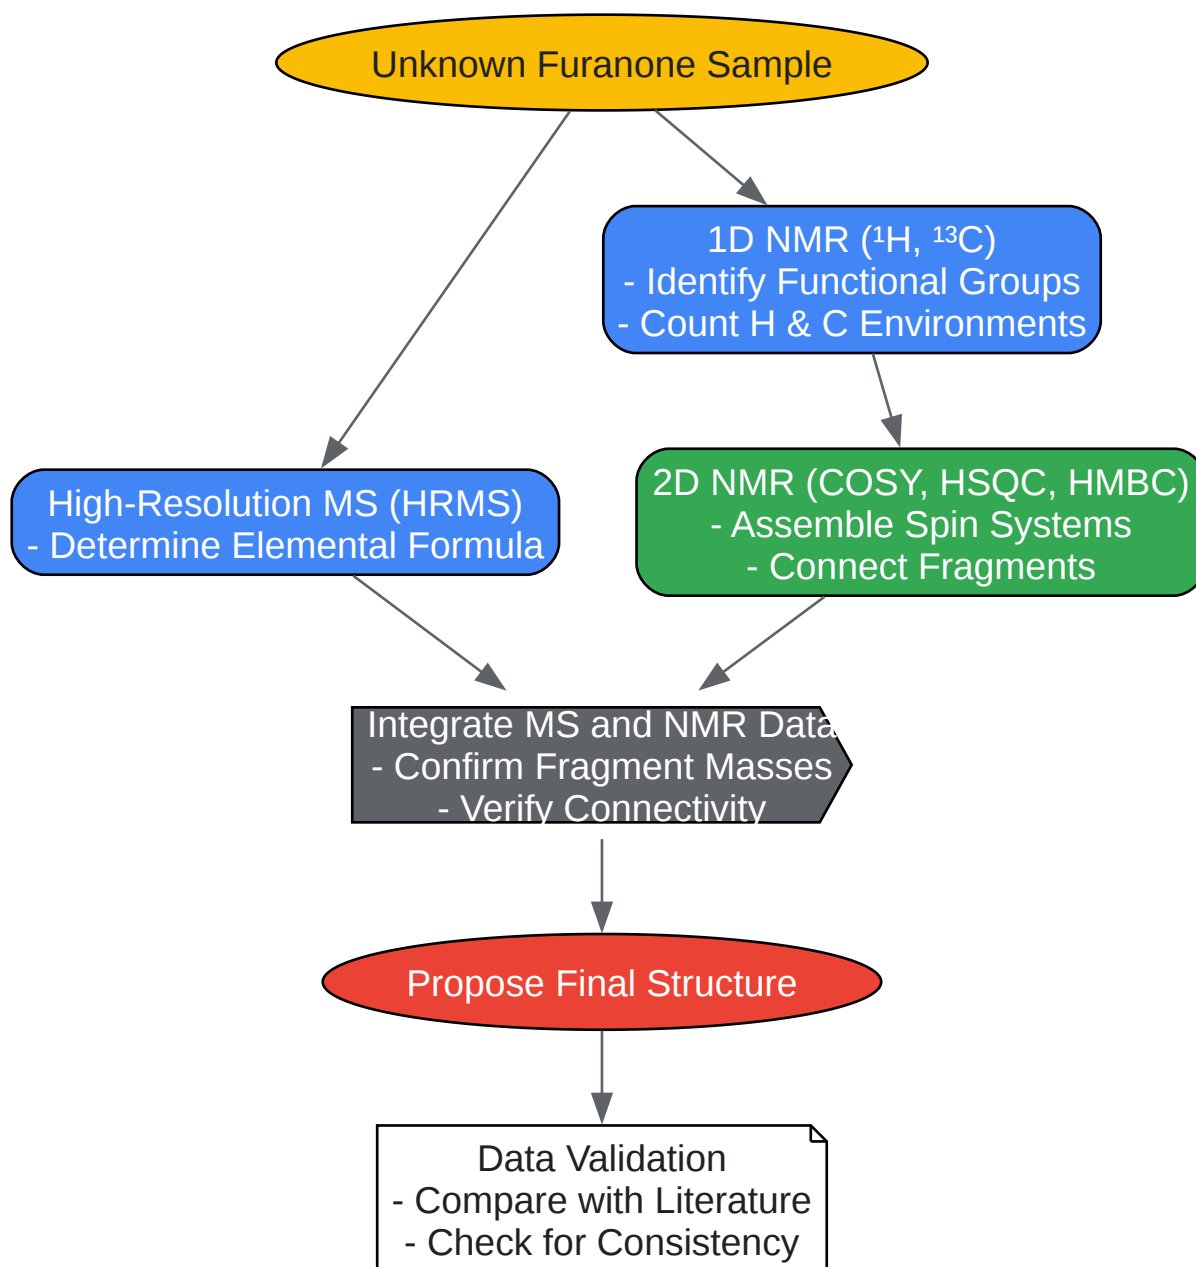 Unknown Furanone Sample
1D NMR (¹H, ¹³C)
- Identify Functional Groups
- Count H & C Environments
High-Resolution MS (HRMS)
- Determine Elemental Formula
2D NMR (COSY, HSQC, HMBC)
- Assemble Spin Systems
- Connect Fragments
Integrate MS and NMR Data
- Confirm Fragment Masses
- Verify Connectivity
Propose Final Structure
Data Validation
- Compare with Literature
- Check for Consistency